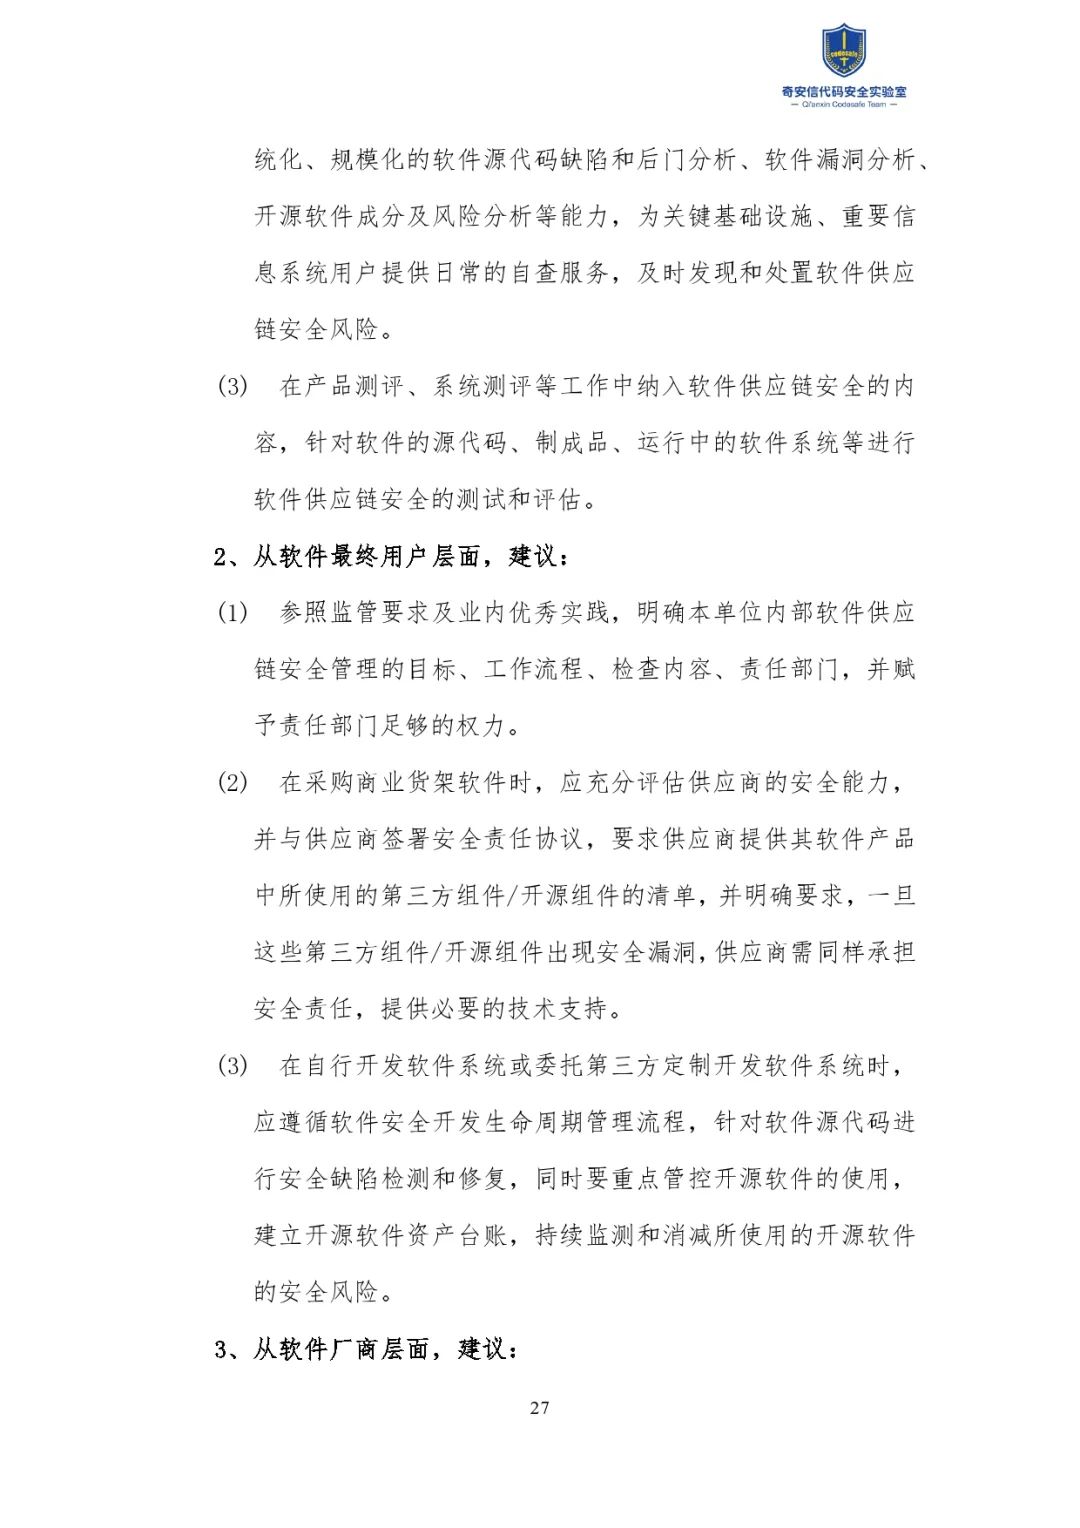 codesafe
奇安信代码安全实验室
— Qi'anxin Codesafe Team —
统化、规模化的软件源代码缺陷和后门分析、软件漏洞分析、
开源软件成分及风险分析等能力，为关键基础设施、重要信
息系统用户提供日常的自查服务，及时发现和处置软件供应
链安全风险。
(3) 在产品测评、系统测评等工作中纳入软件供应链安全的内
容，针对软件的源代码、制成品、运行中的软件系统等进行
软件供应链安全的测试和评估。
2、从软件最终用户层面，建议：
(1) 参照监管要求及业内优秀实践，明确本单位内部软件供应
链安全管理的目标、工作流程、检查内容、责任部门，并赋
予责任部门足够的权力。
(2) 在采购商业货架软件时，应充分评估供应商的安全能力，
并与供应商签署安全责任协议，要求供应商提供其软件产品
中所使用的第三方组件/开源组件的清单，并明确要求，一旦
这些第三方组件/开源组件出现安全漏洞，供应商需同样承担
安全责任，提供必要的技术支持。
(3) 在自行开发软件系统或委托第三方定制开发软件系统时，
应遵循软件安全开发生命周期管理流程，针对软件源代码进
行安全缺陷检测和修复，同时要重点管控开源软件的使用，
建立开源软件资产台账，持续监测和消减所使用的开源软件
的安全风险。
3、从软件厂商层面，建议：
27